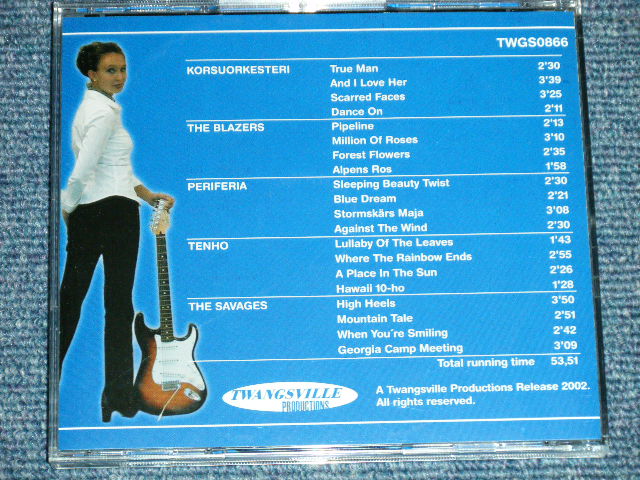 TWGS0866
KORSUORKESTERI True Man 2'30
And I Love Her 3'39
Scarred Faces 3'25
Dance On 2'11
THE BLAZERS Pipeline 2'13
Million Of Roses 3'10
Forest Flowers 2'35
Alpens Ros 1'58
PERIFERIA Sleeping Beauty Twist 2'30
Blue Dream 2'21
Stormskärs Maja 3'08
Against The Wind 2'30
TENHO Lullaby Of The Leaves 1'43
Where The Rainbow Ends 2'55
A Place In The Sun 2'26
Hawaii 10-ho 1'28
THE SAVAGES High Heels 3'50
Mountain Tale 2'51
When You´re Smiling 2'42
Georgia Camp Meeting 3'09
Total running time 53,51
TWANGSVILLE
PRODUCTIONS
A Twangsville Productions Release 2002.
All rights reserved.